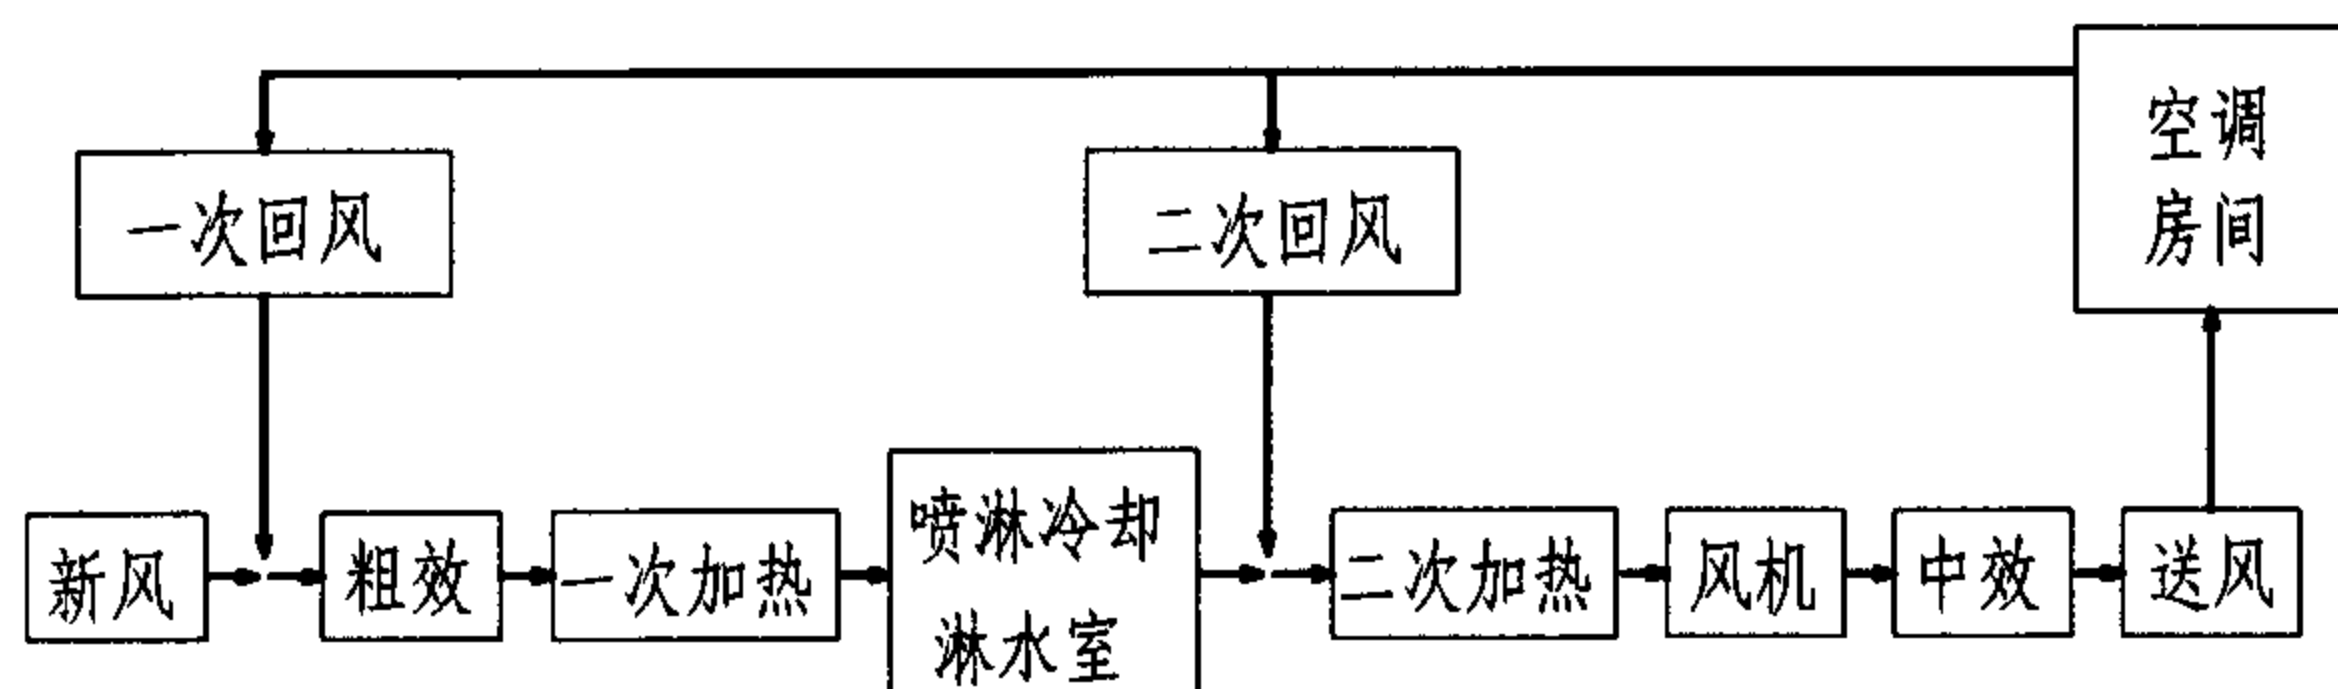 空调
房间
一次回风
二次回风
新风
粗效
一次加热
喷淋冷却
淋水室
二次加热
风机
中效
送风